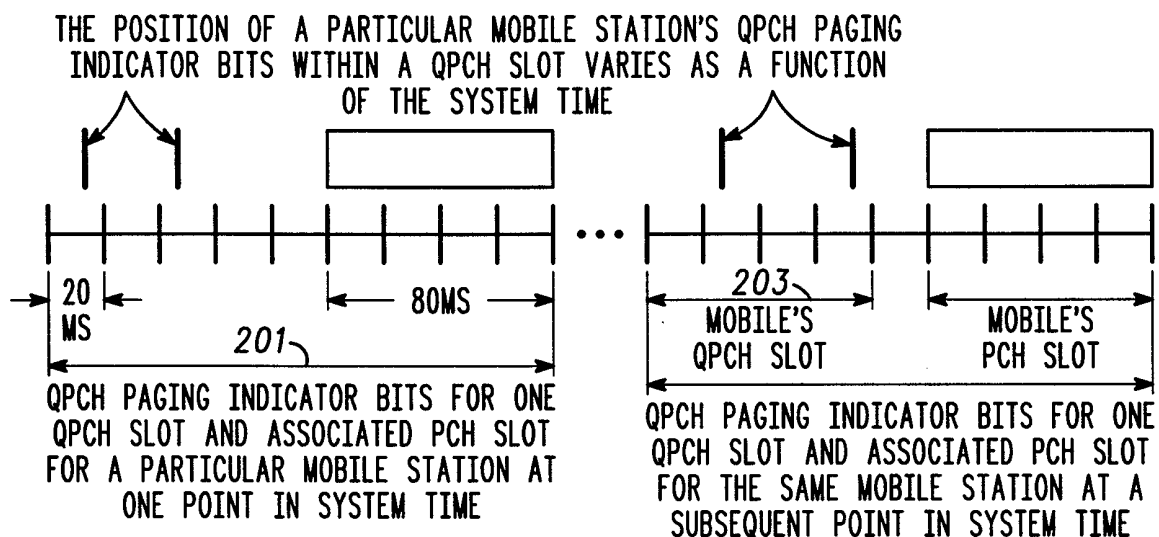 THE POSITION OF A PARTICULAR MOBILE STATION'S QPCH PAGING
INDICATOR BITS WITHIN A QPCH SLOT VARIES AS A FUNCTION
OF THE SYSTEM TIME
20
MS
80MS
203
MOBILE'S
QPCH SLOT
MOBILE'S
PCH SLOT
201
QPCH PAGING INDICATOR BITS FOR ONE
QPCH SLOT AND ASSOCIATED PCH SLOT
FOR A PARTICULAR MOBILE STATION AT
ONE POINT IN SYSTEM TIME
QPCH PAGING INDICATOR BITS FOR ONE
QPCH SLOT AND ASSOCIATED PCH SLOT
FOR THE SAME MOBILE STATION AT A
SUBSEQUENT POINT IN SYSTEM TIME